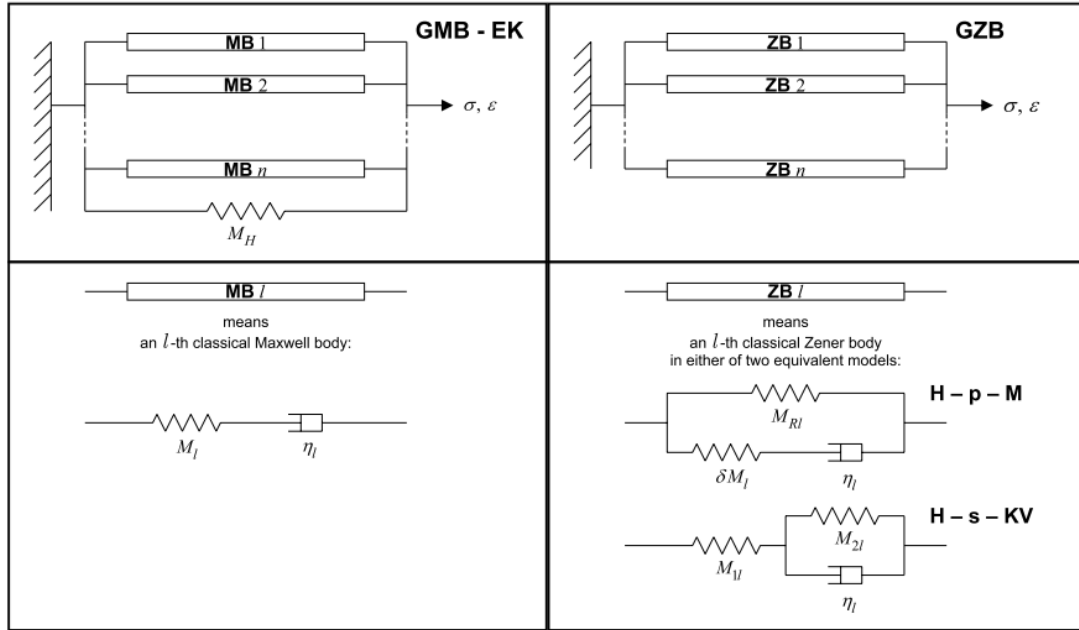 GMB - EK
MB 1
MB 2
σ, ε
MB n
M_H
GZB
ZB 1
ZB 2
σ, ε
ZB n
MB l
means
an l-th classical Maxwell body:
M_l
η_l
ZB l
means
an l-th classical Zener body
in either of two equivalent models:
H – p – M
M_Rl
δM_l
η_l
H – s – KV
M_2l
M_1l
η_l